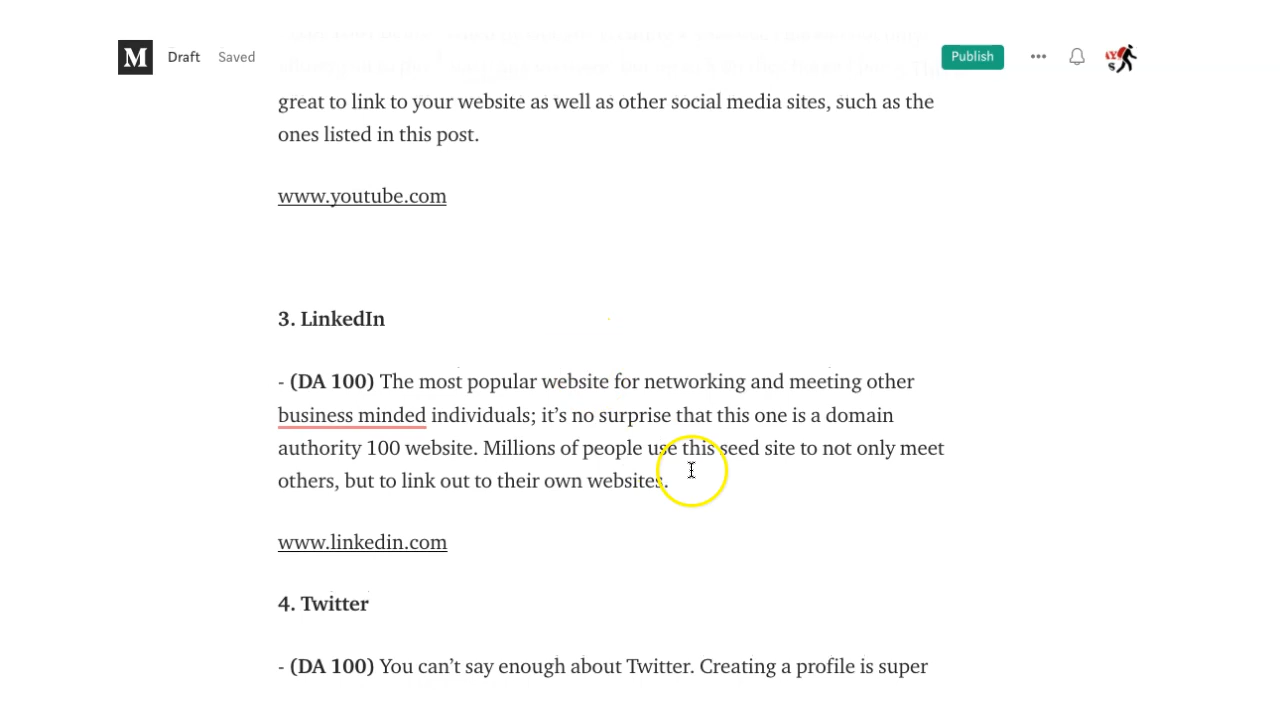 M Draft Saved Publish
great to link to your website as well as other social media sites, such as the
ones listed in this post.
www.youtube.com
3. LinkedIn
- (DA 100) The most popular website for networking and meeting other
business minded individuals; it’s no surprise that this one is a domain
authority 100 website. Millions of people use this seed site to not only meet
others, but to link out to their own websites.
www.linkedin.com
4. Twitter
- (DA 100) You can’t say enough about Twitter. Creating a profile is super